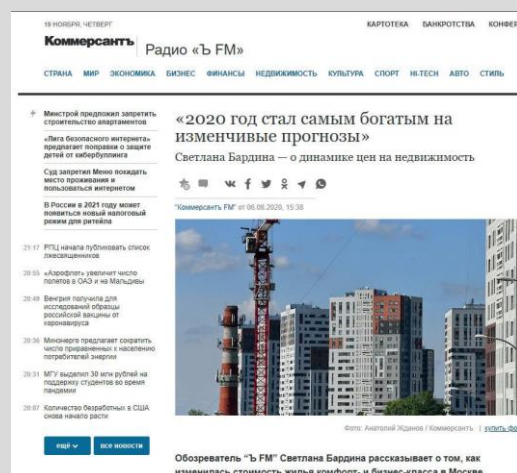 19 НОЯБРЯ, ЧЕТВЕРГ
КАРТОТЕКА БАНКРОТСТВА
Коммерсантъ
Радио «Ъ FM»
СТРАНА МИР ЭКОНОМИКА БИЗНЕС ФИНАНСЫ НЕДВИЖИМОСТЬ КУЛЬТУРА СПОРТ HI-TECH АВТО СТИЛЬ
Минстрой предложил запретить
строительство апартаментов
«Лига безопасного интернета»
предлагает поправки о защите
детей от кибербуллинга
Суд запретил Меню покидать
место проживания и
пользоваться интернетом
В России в 2021 году может
появиться новый налоговый
режим для ритейла
21:17 РПЦ начала публиковать список
лжесвященников
20:55 «Аэрофлот» увеличит число
полетов в ОАЭ и на Мальдивы
20:49 Венгрия получила для
исследований образцы
российской вакцины от
коронавируса
20:36 Минэнерго предлагает сократить
число приравненных к населению
потребителей энергии
20:31 МГУ выделил 30 млн рублей на
поддержку студентов во время
пандемии
20:07 Количество безработных в США
снова начало расти
ещё
все новости
«2020 год стал самым богатым на
изменчивые прогнозы»
Светлана Бардина — о динамике цен на недвижимость
"Коммерсантъ FM" от 06.08.2020, 15:38
Фото: Анатолий Жданов / Коммерсантъ | купить фо
Обозреватель “Ъ FM” Светлана Бардина рассказывает о том, как
изменилась стоимость жилья комфорт- и бизнес-класса в Москве